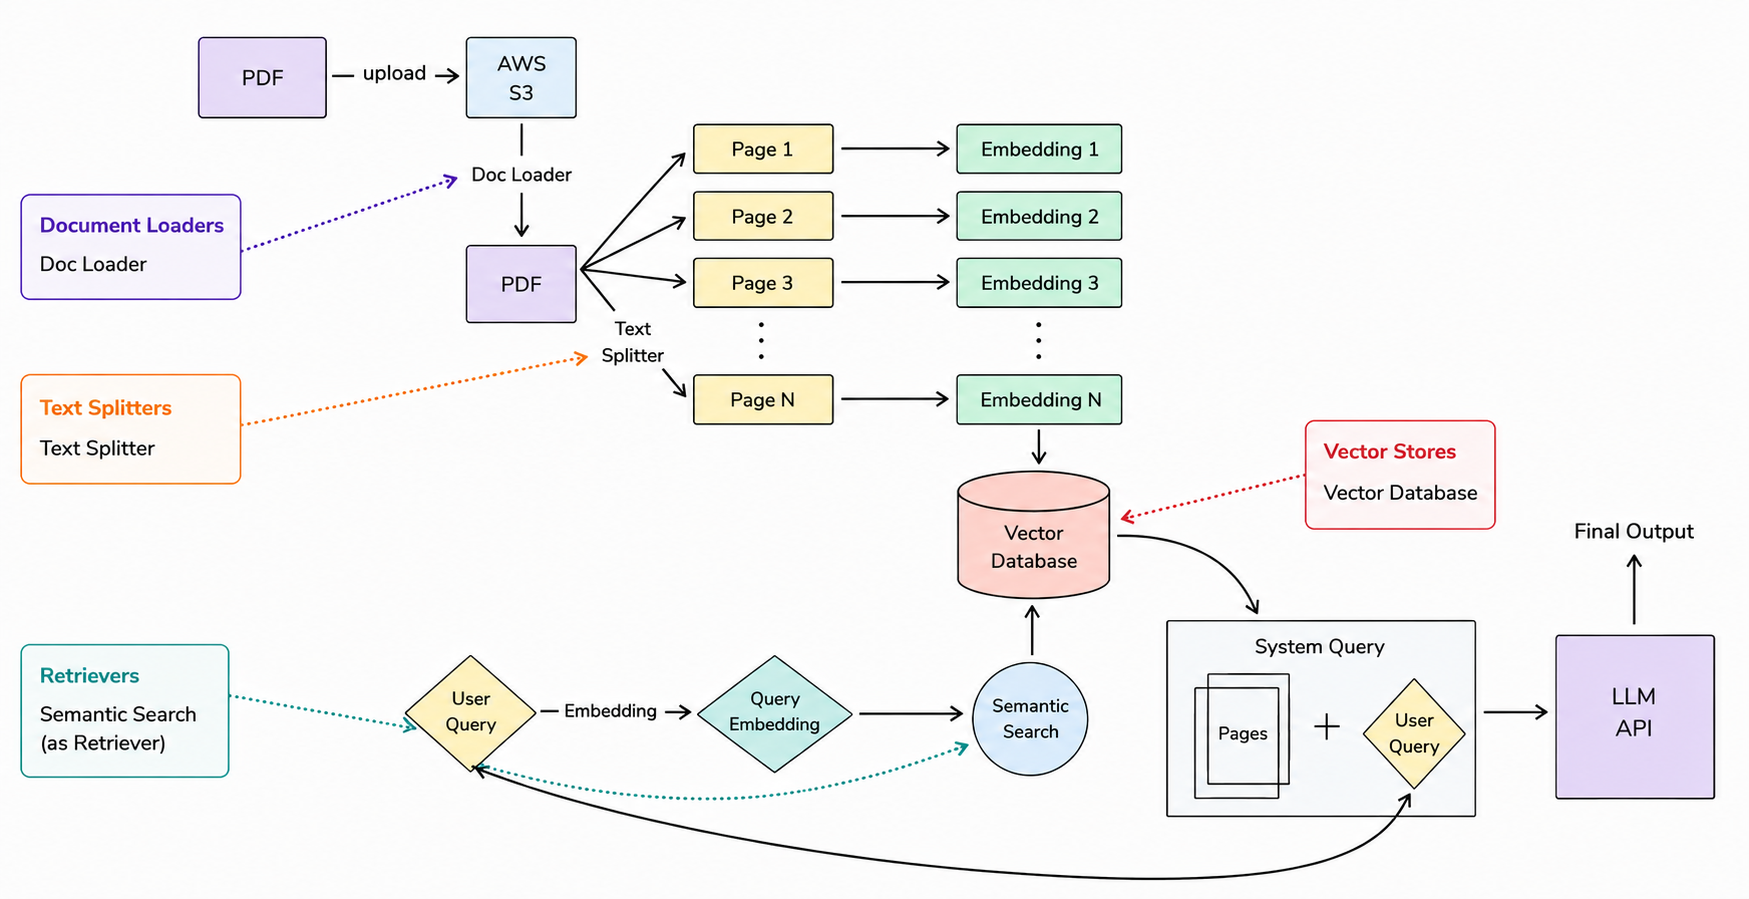 PDF
upload
AWS
S3
Doc Loader
Document Loaders
Doc Loader
PDF
Page 1
Embedding 1
Page 2
Embedding 2
Page 3
Embedding 3
Text
Splitter
Text Splitters
Text Splitter
Page N
Embedding N
Vector Stores
Vector Database
Vector
Database
Final Output
Retrievers
Semantic Search
(as Retriever)
User
Query
Embedding
Query
Embedding
Semantic
Search
System Query
Pages
+
User
Query
LLM
API